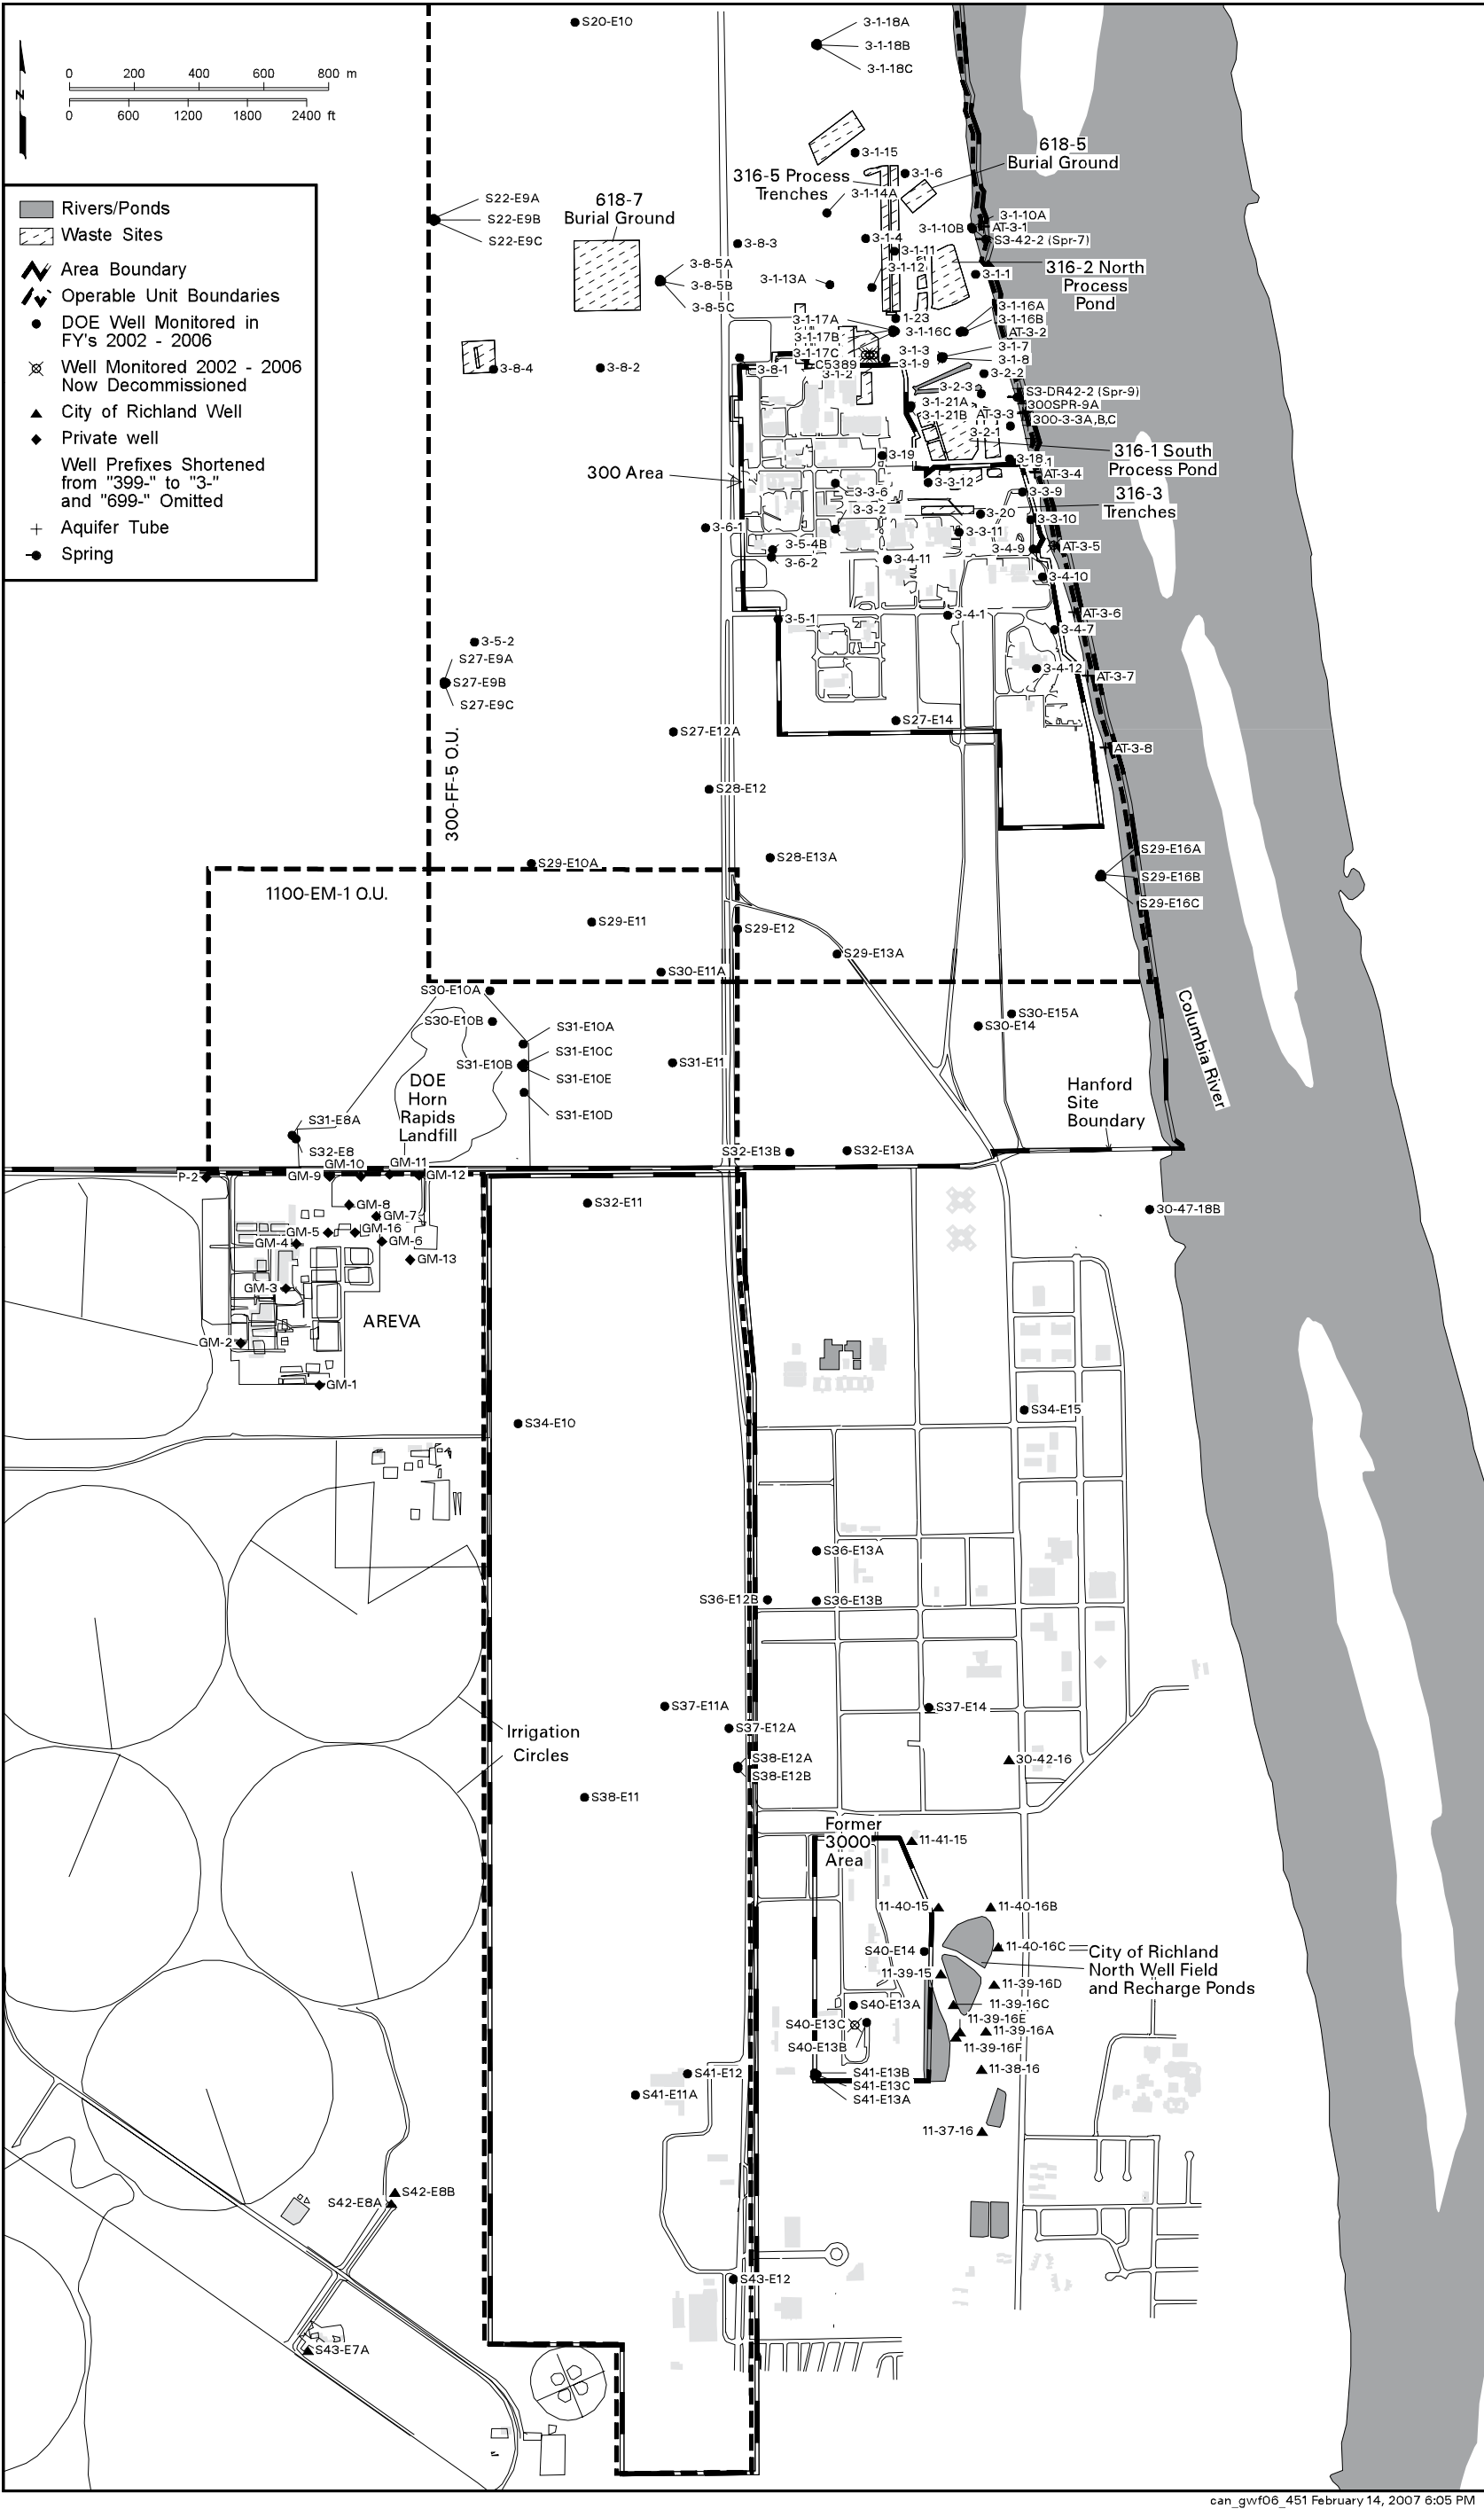 S20-E10
3-1-18A
3-1-18B
3-1-18C
0 200 400 600 800 m
N
0 600 1200 1800 2400 ft
Rivers/Ponds
Waste Sites
Area Boundary
Operable Unit Boundaries
DOE Well Monitored in
FY's 2002 - 2006
Well Monitored 2002 - 2006
Now Decommissioned
City of Richland Well
Private well
Well Prefixes Shortened
from "399-" to "3-"
and "699-" Omitted
Aquifer Tube
Spring
618-5
Burial Ground
3-1-15
3-1-6
316-5 Process
Trenches
3-1-14A
S22-E9A
S22-E9B
S22-E9C
618-7
Burial Ground
3-1-10A
3-1-10B
AT-3-1
S3-42-2 (Spr-7)
3-8-3
3-1-4
3-1-11
3-1-12
3-1-13A
3-8-5A
3-8-5B
3-8-5C
3-1-1
316-2 North
Process
Pond
3-1-16A
3-1-16B
3-1-17A
1-23
3-1-16C
AT-3-2
3-1-17B
3-1-17C
3-1-3
3-1-7
3-1-8
C5389
3-1-9
3-8-1
3-1-2
3-8-4
3-8-2
3-2-2
3-2-3
S3-DR42-2 (Spr-9)
3-1-21A
300SPR-9A
3-1-21B
AT-3-3
300-3-3A,B,C
3-2-1
316-1 South
Process Pond
3-19
3-18
300 Area
AT-3-4
3-3-12
3-3-6
3-3-9
316-3
Trenches
3-3-2
3-20
3-3-10
3-6-1
3-3-11
3-5-4B
3-4-9
AT-3-5
3-6-2
3-4-11
3-4-10
3-5-1
3-4-1
AT-3-6
3-4-7
3-5-2
S27-E9A
S27-E9B
S27-E9C
3-4-12
AT-3-7
S27-E14
S27-E12A
AT-3-8
300-FF-5 O.U.
S28-E12
S28-E13A
S29-E10A
S29-E16A
S29-E16B
S29-E16C
1100-EM-1 O.U.
S29-E11
S29-E12
S29-E13A
S30-E11A
S30-E10A
S30-E10B
S30-E15A
S30-E14
Columbia River
S31-E10A
S31-E10C
S31-E10B
S31-E10E
S31-E10D
S31-E11
DOE
Horn
Rapids
Landfill
Hanford
Site
Boundary
S31-E8A
S32-E8
S32-E13B
S32-E13A
GM-10
GM-11
P-2
GM-9
GM-12
GM-8
GM-7
GM-5
GM-16
GM-4
GM-6
GM-13
GM-3
AREVA
GM-2
GM-1
S32-E11
30-47-18B
S34-E10
S34-E15
S36-E13A
S36-E12B
S36-E13B
S37-E11A
S37-E12A
S37-E14
Irrigation
Circles
S38-E12A
S38-E12B
30-42-16
S38-E11
Former
3000
Area
11-41-15
11-40-15
11-40-16B
S40-E14
11-40-16C
City of Richland
North Well Field
and Recharge Ponds
11-39-15
11-39-16D
S40-E13A
11-39-16C
S40-E13C
11-39-16E
11-39-16A
S40-E13B
11-39-16F
S41-E12
S41-E13B
S41-E13C
S41-E13A
11-38-16
S41-E11A
11-37-16
S42-E8B
S42-E8A
S43-E12
S43-E7A
can_gwf06_451 February 14, 2007 6:05 PM